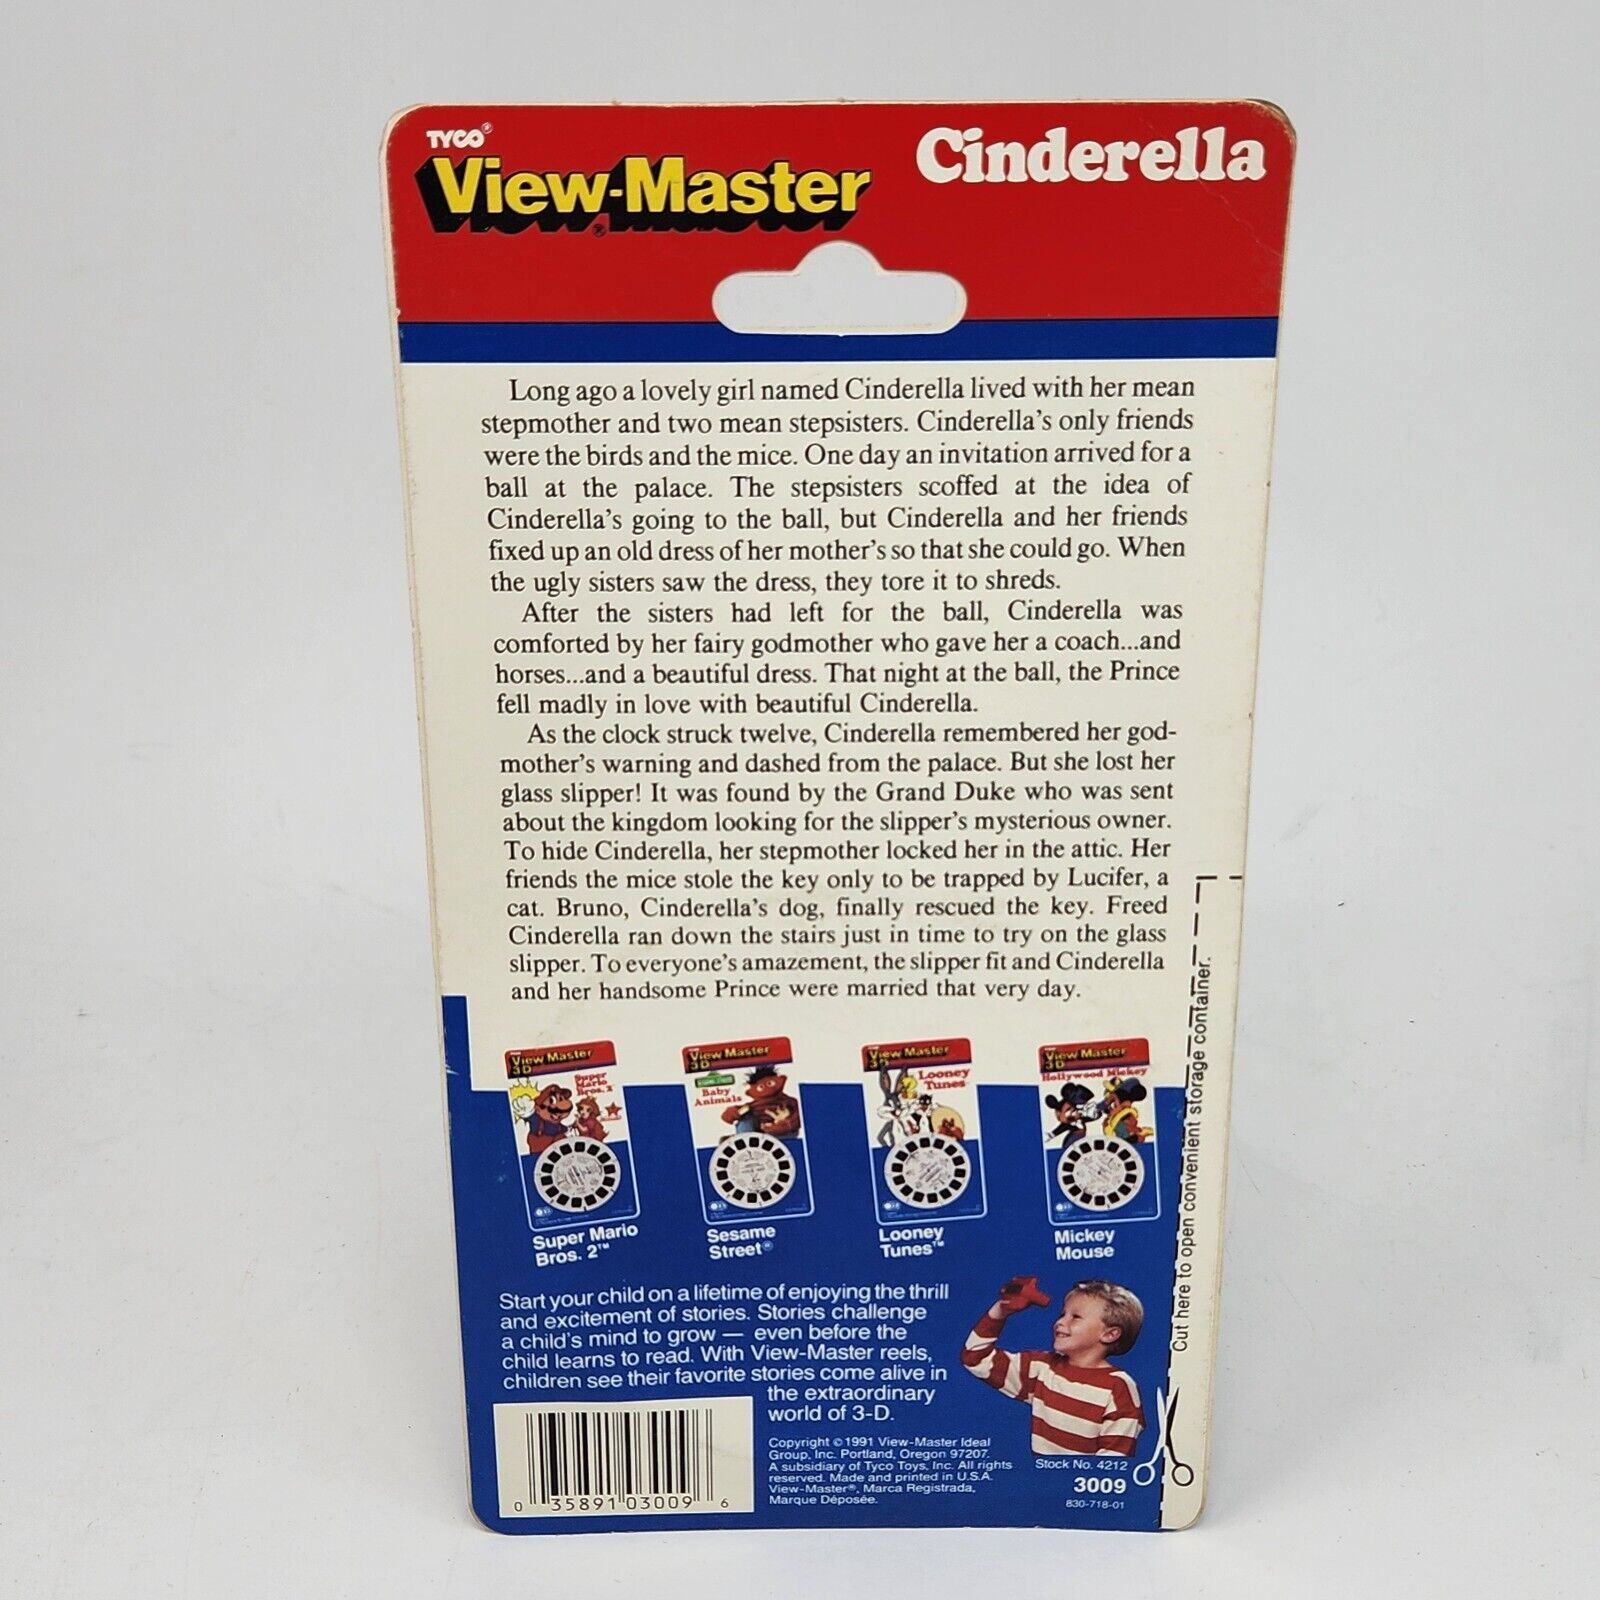 TYCO®
View-Master®
Cinderella
Long ago a lovely girl named Cinderella lived with her mean
stepmother and two mean stepsisters. Cinderella's only friends
were the birds and the mice. One day an invitation arrived for a
ball at the palace. The stepsisters scoffed at the idea of
Cinderella's going to the ball, but Cinderella and her friends
fixed up an old dress of her mother's so that she could go. When
the ugly sisters saw the dress, they tore it to shreds.
After the sisters had left for the ball, Cinderella was
comforted by her fairy godmother who gave her a coach...and
horses...and a beautiful dress. That night at the ball, the Prince
fell madly in love with beautiful Cinderella.
As the clock struck twelve, Cinderella remembered her god-
mother's warning and dashed from the palace. But she lost her
glass slipper! It was found by the Grand Duke who was sent
about the kingdom looking for the slipper's mysterious owner.
To hide Cinderella, her stepmother locked her in the attic. Her
friends the mice stole the key only to be trapped by Lucifer, a
cat. Bruno, Cinderella's dog, finally rescued the key. Freed
Cinderella ran down the stairs just in time to try on the glass
slipper. To everyone's amazement, the slipper fit and Cinderella
and her handsome Prince were married that very day.
Cut here to open convenient storage container.
View Master
3D
Super
Mario
Bros. 2
View Master
3D
Baby
Animals
View Master
3D
Looney
Tunes
View Master
3D
Hollywood Mickey
Super Mario
Bros. 2™
Sesame
Street®
Looney
Tunes™
Mickey
Mouse
Start your child on a lifetime of enjoying the thrill
and excitement of stories. Stories challenge
a child's mind to grow — even before the
child learns to read. With View-Master reels,
children see their favorite stories come alive in
the extraordinary
world of 3-D.
Copyright © 1991 View-Master Ideal
Group, Inc. Portland, Oregon 97207.
A subsidiary of Tyco Toys, Inc. All rights
reserved. Made and printed in U.S.A.
View-Master®, Marca Registrada,
Marque Déposée.
Stock No. 4212
3009
830-718-01
0 35891 03009 6